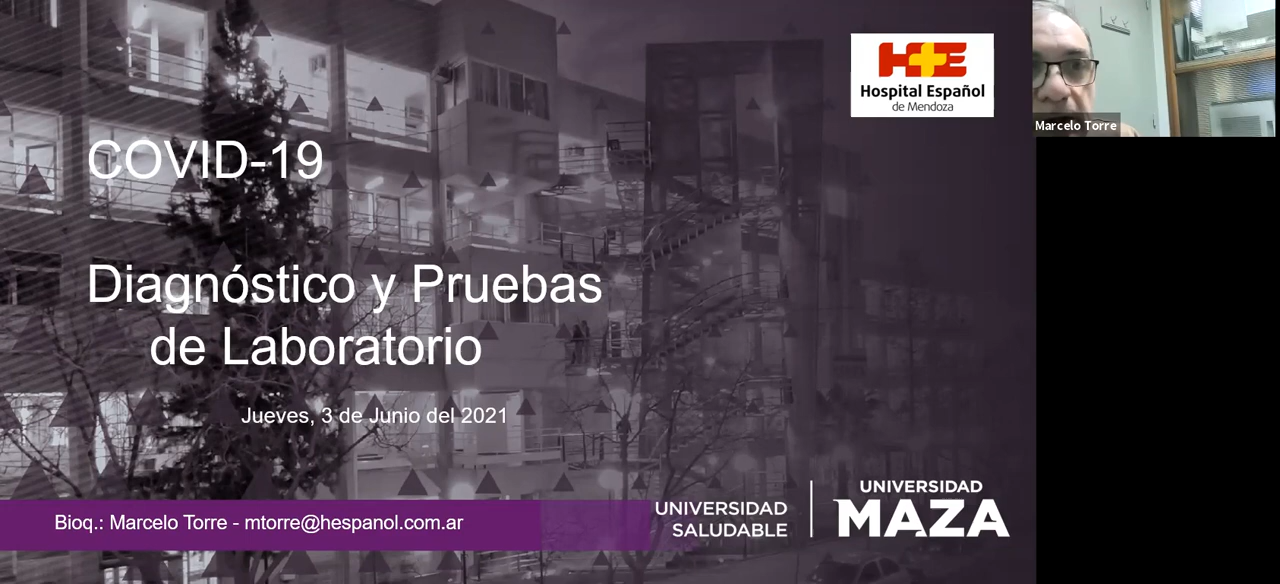 HE
Hospital Español
de Mendoza
Marcelo Torre
COVID-19
Diagnóstico y Pruebas
de Laboratorio
Jueves, 3 de Junio del 2021
Bioq.: Marcelo Torre - mtorre@hespanol.com.ar
UNIVERSIDAD
SALUDABLE
UNIVERSIDAD
MAZA